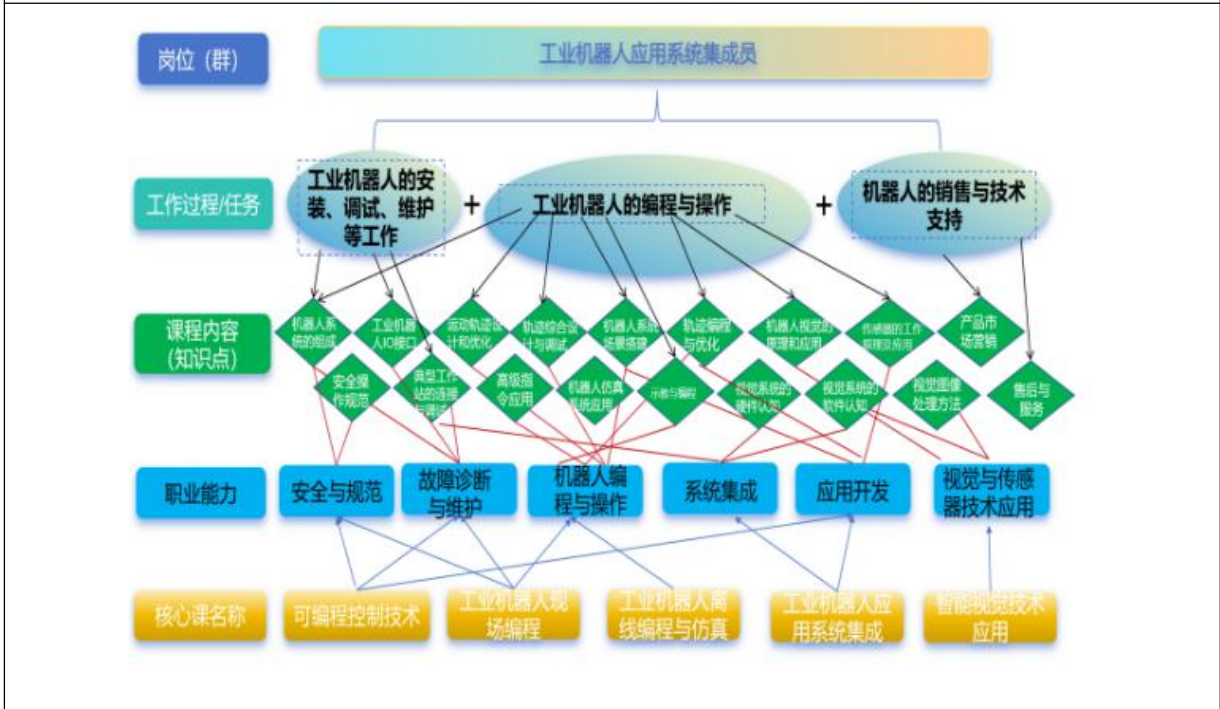 岗位（群）
工业机器人应用系统集成员
工作过程/任务
工业机器人的安
装、调试、维护
等工作
+
工业机器人的编程与操作
+
机器人的销售与技术
支持
课程内容
（知识点）
机器人系
统的组成
工业机器
人IO接口
运动轨迹设
计和优化
轨迹综合设
计与调试
机器人系统
场景搭建
轨迹编程
与优化
机器人视觉的
原理和应用
传感器的工作
原理及应用
产品市
场营销
安全操
作规范
典型工作
站的连接
与调试
高级指
令应用
机器人仿真
系统应用
示教与编程
视觉系统的
硬件认知
视觉系统的
软件认知
视觉图像
处理方法
售后与
服务
职业能力
安全与规范
故障诊断
与维护
机器人编
程与操作
系统集成
应用开发
视觉与传感
器技术应用
核心课名称
可编程控制技术
工业机器人现
场编程
工业机器人离
线编程与仿真
工业机器人应
用系统集成
智能视觉技术
应用